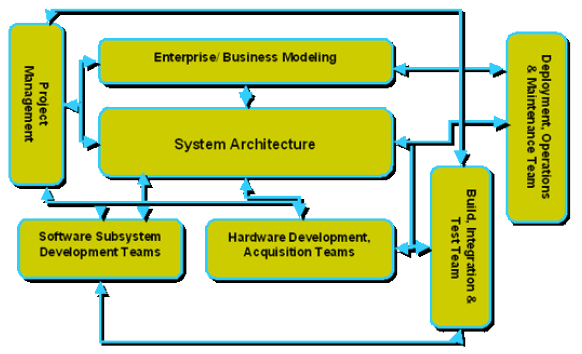 Project
Management
Enterprise/ Business Modeling
System Architecture
Deployment, Operations
& Maintenance Team
Software Subsystem
Development Teams
Hardware Development,
Acquisition Teams
Build, Integration &
Test Team